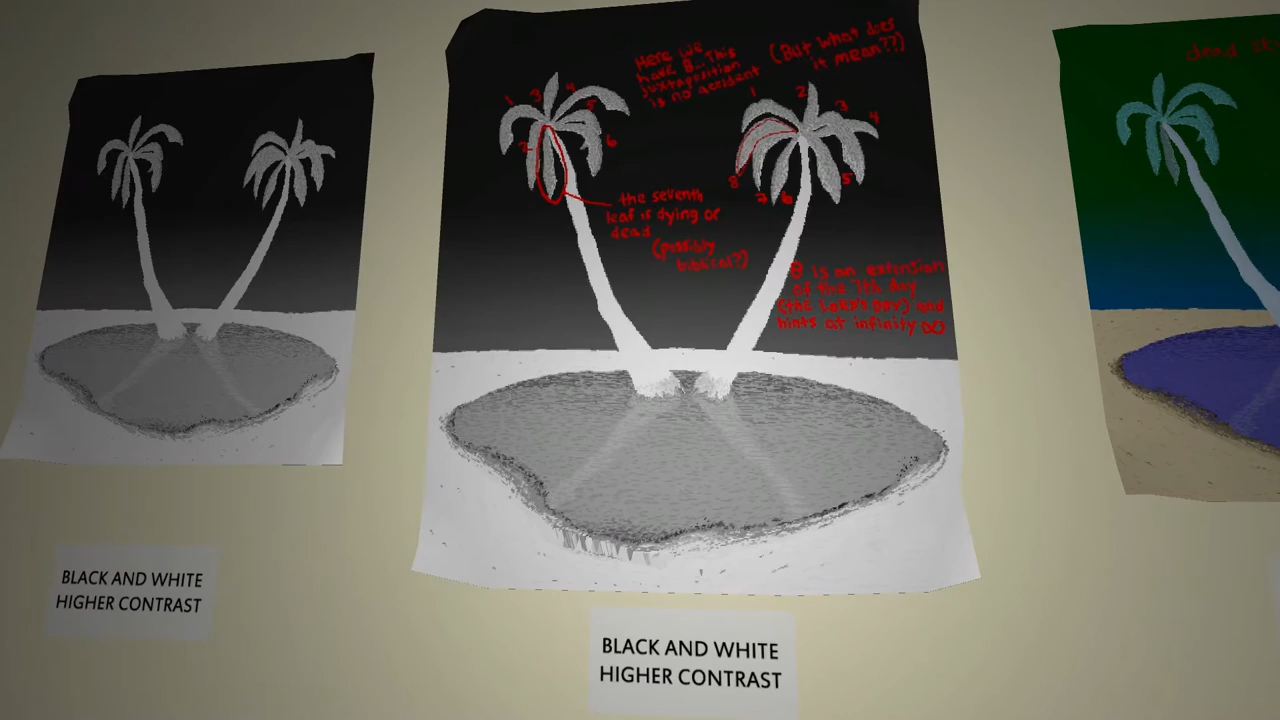 Here we
have 8... This
juxtaposition
is no accident
(But what does
it mean??)
dead
1
2
3
4
5
6
1
2
3
4
5
6
7
8
the seventh
leaf is dying or
dead
(possibly
biblical?)
8 is an extension
of the 7th day
(the LORD'S DAY) and
hints at infinity
BLACK AND WHITE
HIGHER CONTRAST
BLACK AND WHITE
HIGHER CONTRAST